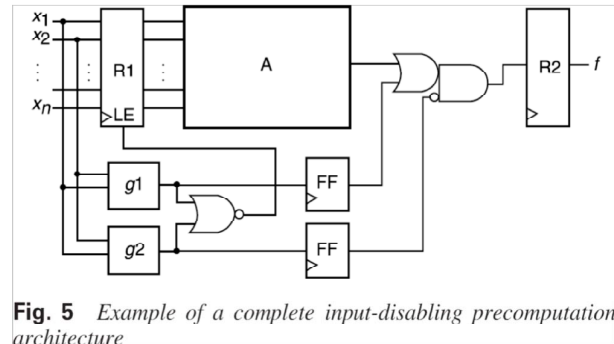 x1
x2
xn
R1
LE
A
R2
f
g1
FF
g2
FF
Fig. 5 Example of a complete input-disabling precomputation
architecture